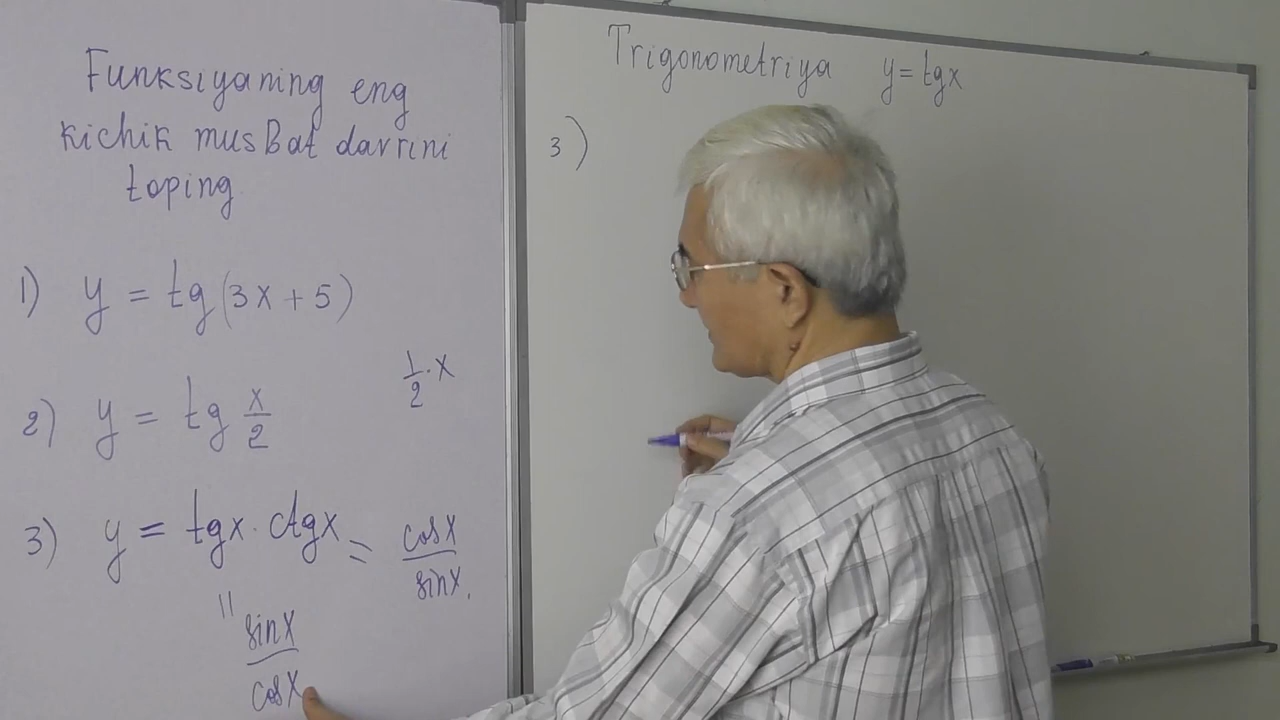 Funksiyaning eng
kichik musBat davrini
toping
1) y = tg(3x+5)
1/2 · x
2) y = tg x/2
3) y = tgx · ctgx = cosx/sinx.
" sinx/cosx
Trigonometriya y = tgx
3)